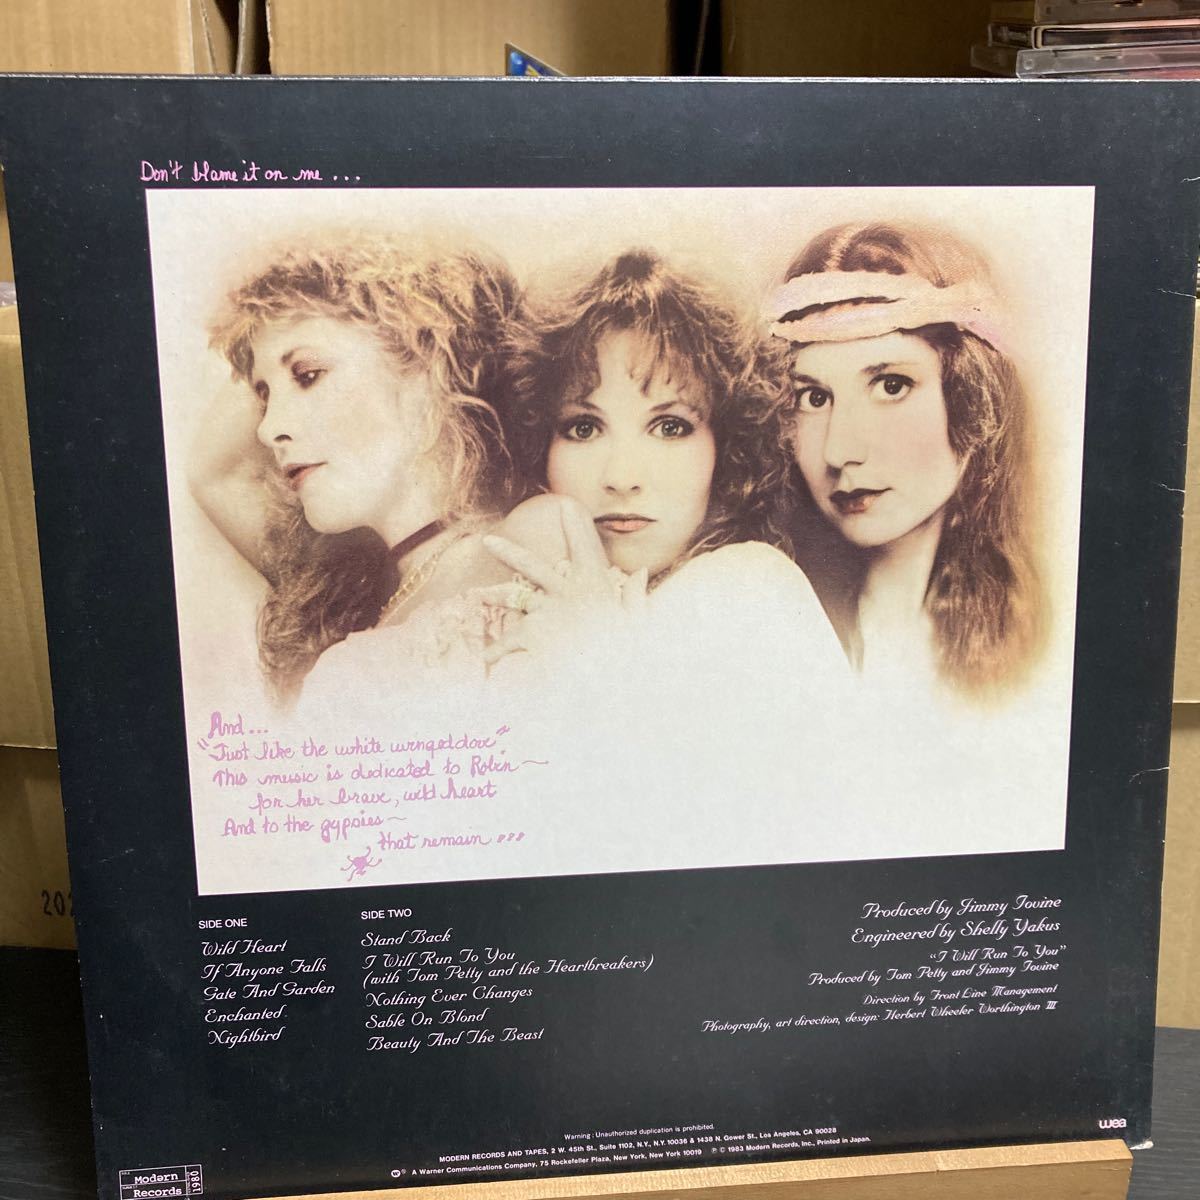 Don't blame it on me ...
And...
"Just like the white winged dove"
This music is dedicated to Robin~
for her brave, wild heart
And to the gypsies~
that remain...
SIDE ONE
Wild Heart
If Anyone Falls
Gate And Garden
Enchanted
Nightbird
SIDE TWO
Stand Back
I Will Run To You
(with Tom Petty and the Heartbreakers)
Nothing Ever Changes
Sable On Blond
Beauty And The Beast
Produced by Jimmy Iovine
Engineered by Shelly Yakus
"I Will Run To You"
Produced by Tom Petty and Jimmy Iovine
Direction by Front Line Management
Photography, art direction, design: Herbert Wheeler Worthington III
Warning: Unauthorized duplication is prohibited.
MODERN RECORDS AND TAPES, 2 W. 45th St., Suite 1102, N.Y., N.Y. 10036 & 1438 N. Gower St., Los Angeles, CA 90028
A Warner Communications Company, 75 Rockefeller Plaza, New York, New York 10019 ℗ © 1983 Modern Records, Inc., Printed in Japan.
wea
Modern
Records
1980